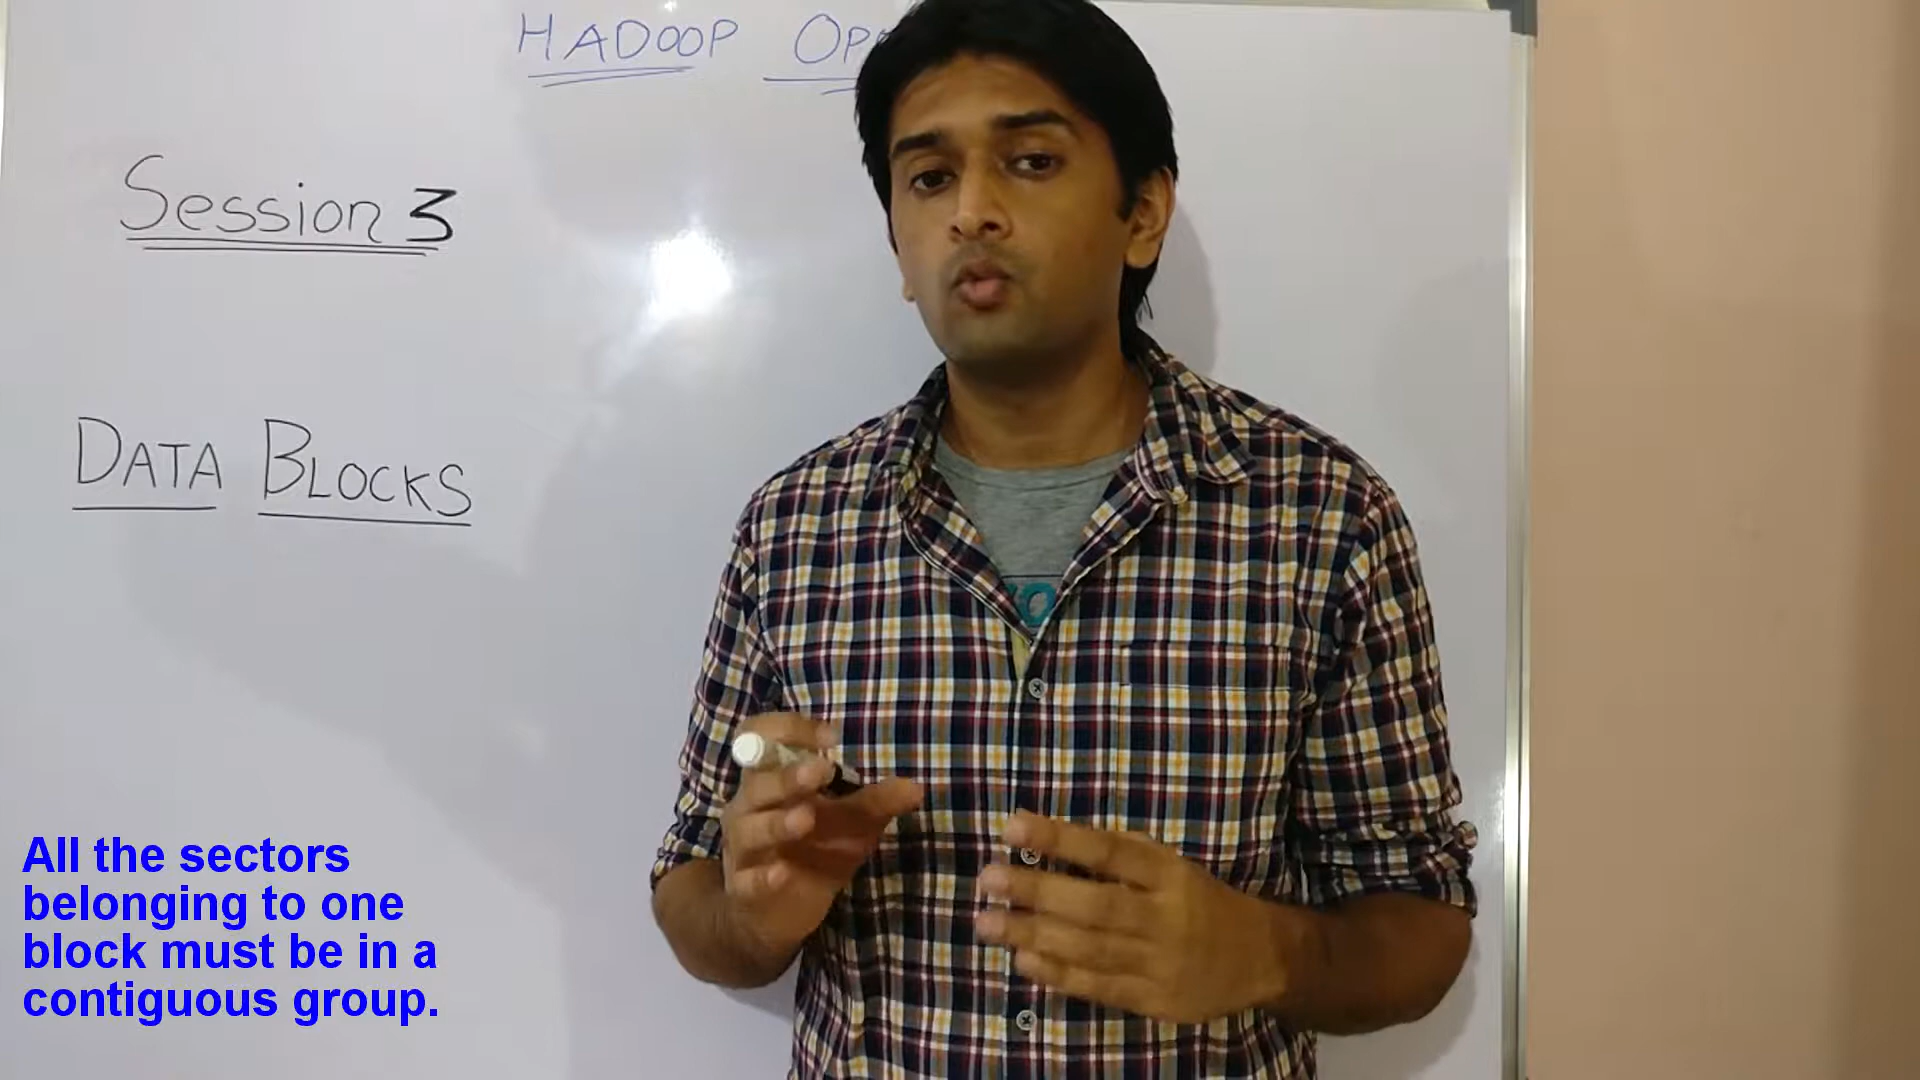 HADOOP
Session 3
DATA BLOCKS
All the sectors
belonging to one
block must be in a
contiguous group.